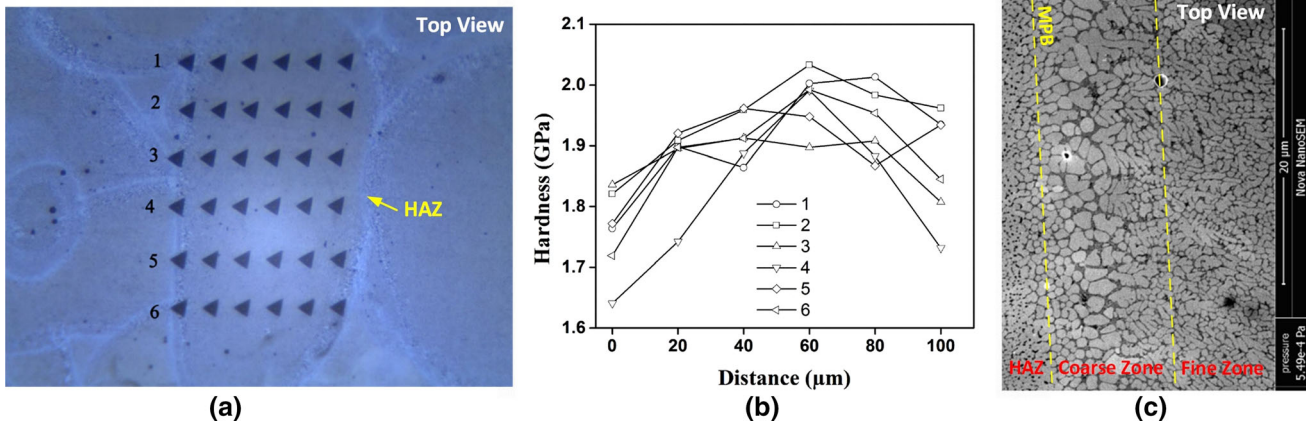 Top View
1
2
3
4
5
6
HAZ
(a)
2.1
2.0
1.9
1.8
1.7
1.6
Hardness (GPa)
1
2
3
4
5
6
0 20 40 60 80 100
Distance (µm)
(b)
Top View
MPB
HAZ Coarse Zone Fine Zone
20 µm
Nova NanoSEM
pressure
5.49e-4 Pa
(c)